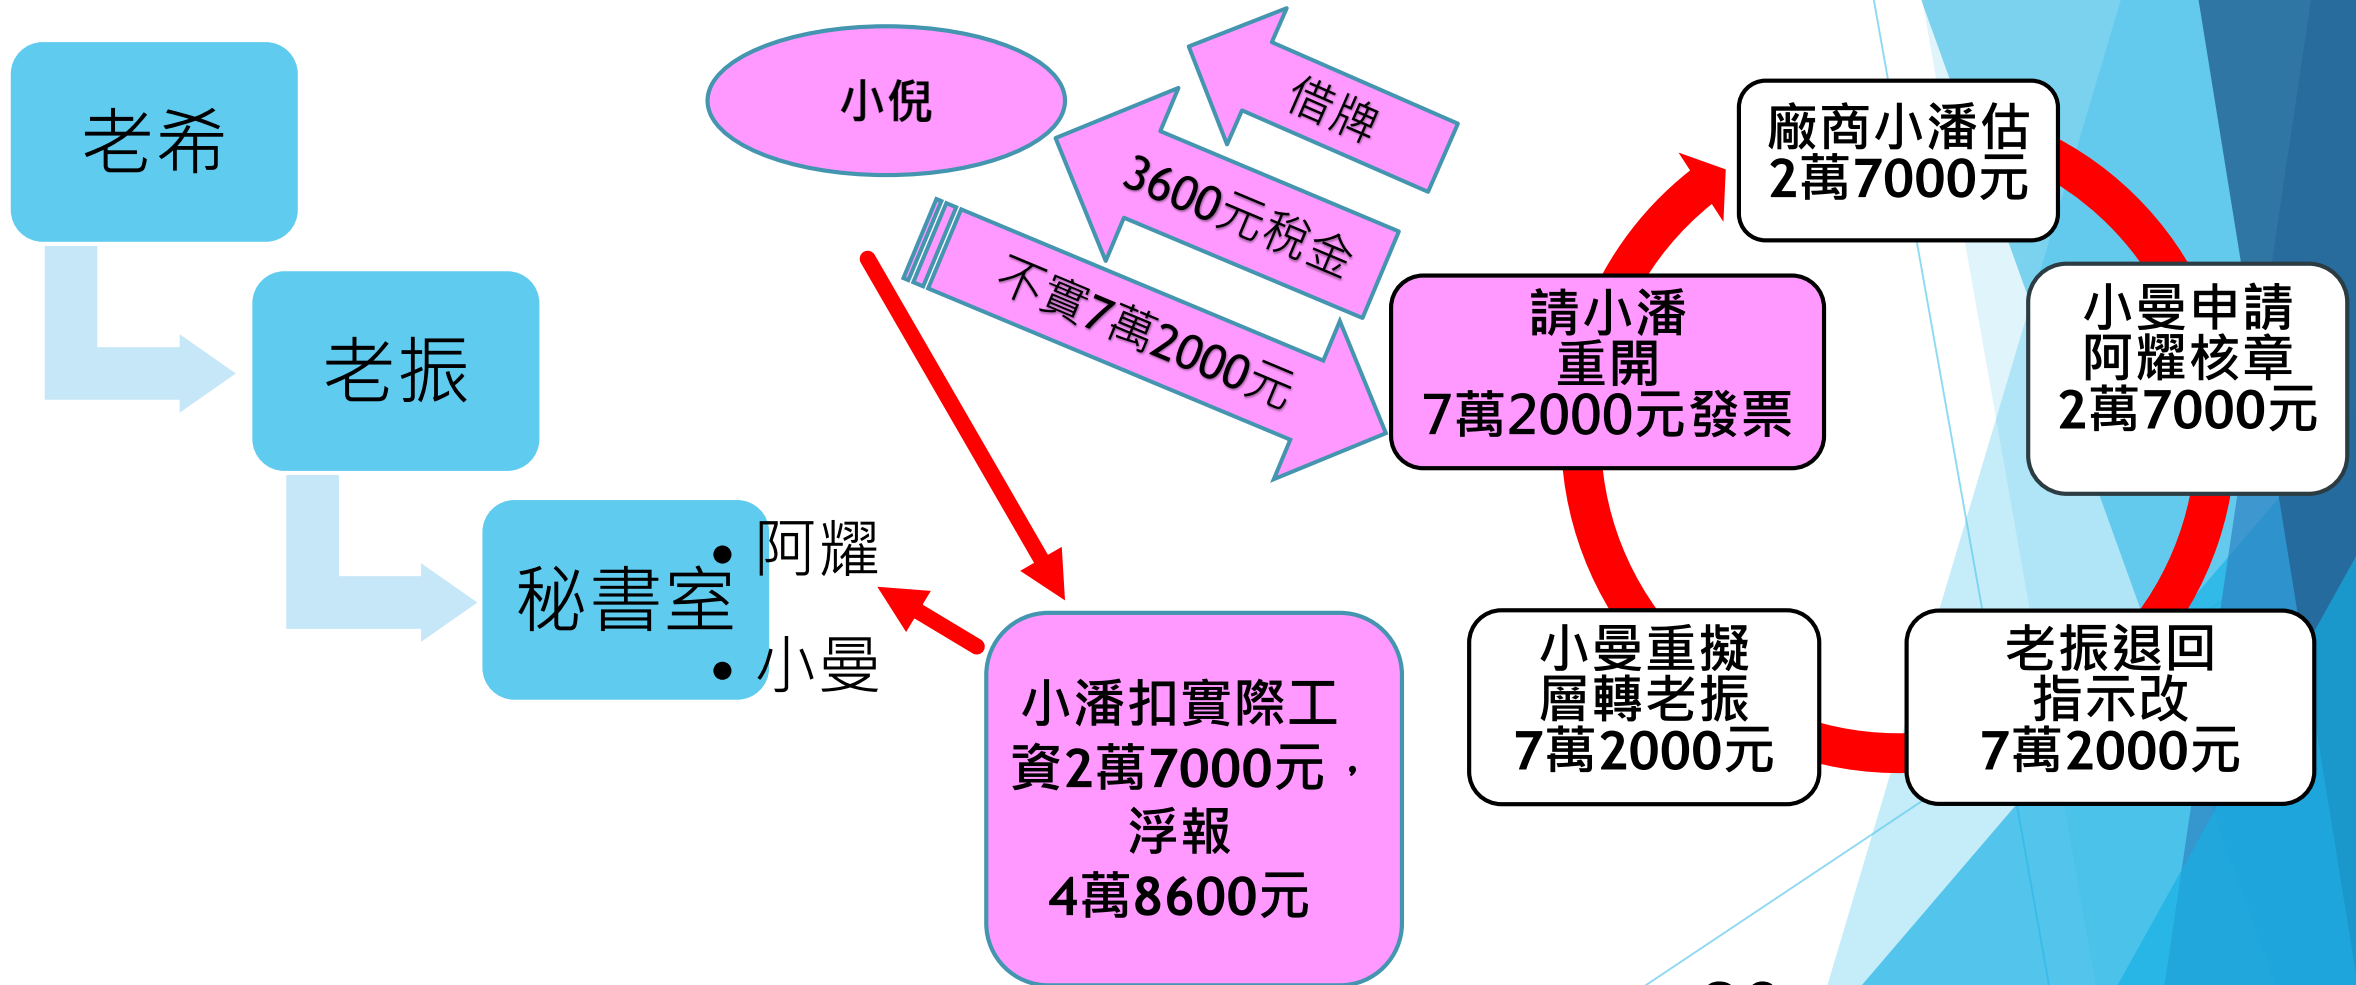 老希
老振
秘書室
• 阿耀
• 小曼
小倪
借牌
3600元稅金
不實7萬2000元
廠商小潘估
2萬7000元
小曼申請
阿耀核章
2萬7000元
老振退回
指示改
7萬2000元
小曼重擬
層轉老振
7萬2000元
請小潘
重開
7萬2000元發票
小潘扣實際工
資2萬7000元，
浮報
4萬8600元